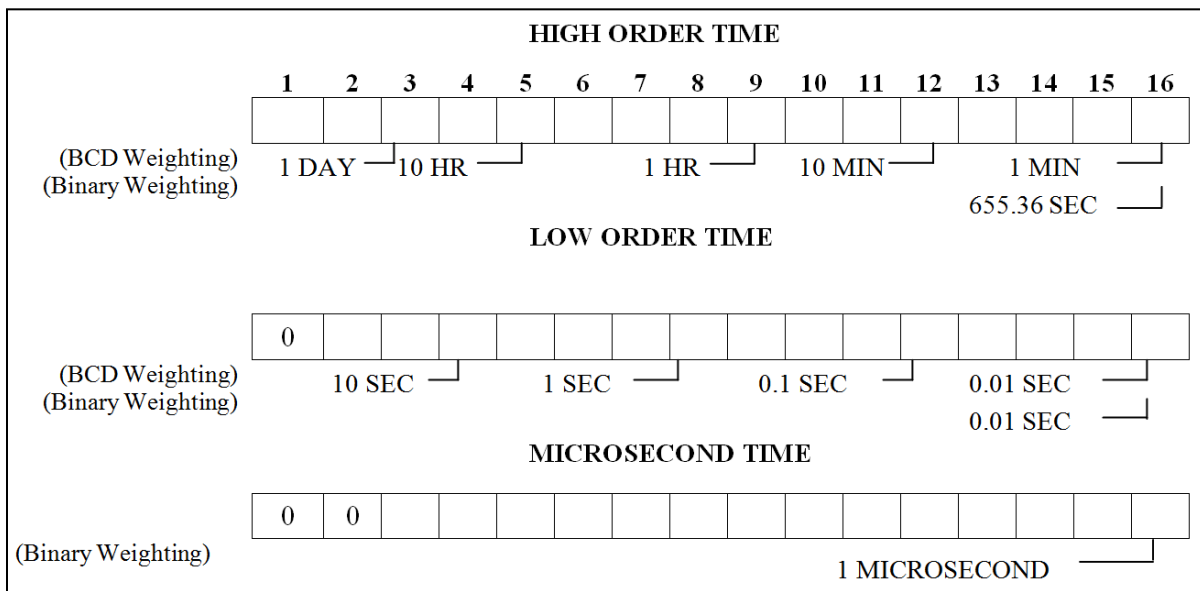 HIGH ORDER TIME
1 2 3 4 5 6 7 8 9 10 11 12 13 14 15 16
(BCD Weighting) 1 DAY 10 HR 1 HR 10 MIN 1 MIN
(Binary Weighting)
655.36 SEC
LOW ORDER TIME
0
(BCD Weighting) 10 SEC 1 SEC 0.1 SEC 0.01 SEC
(Binary Weighting)
0.01 SEC
MICROSECOND TIME
0 0
(Binary Weighting)
1 MICROSECOND